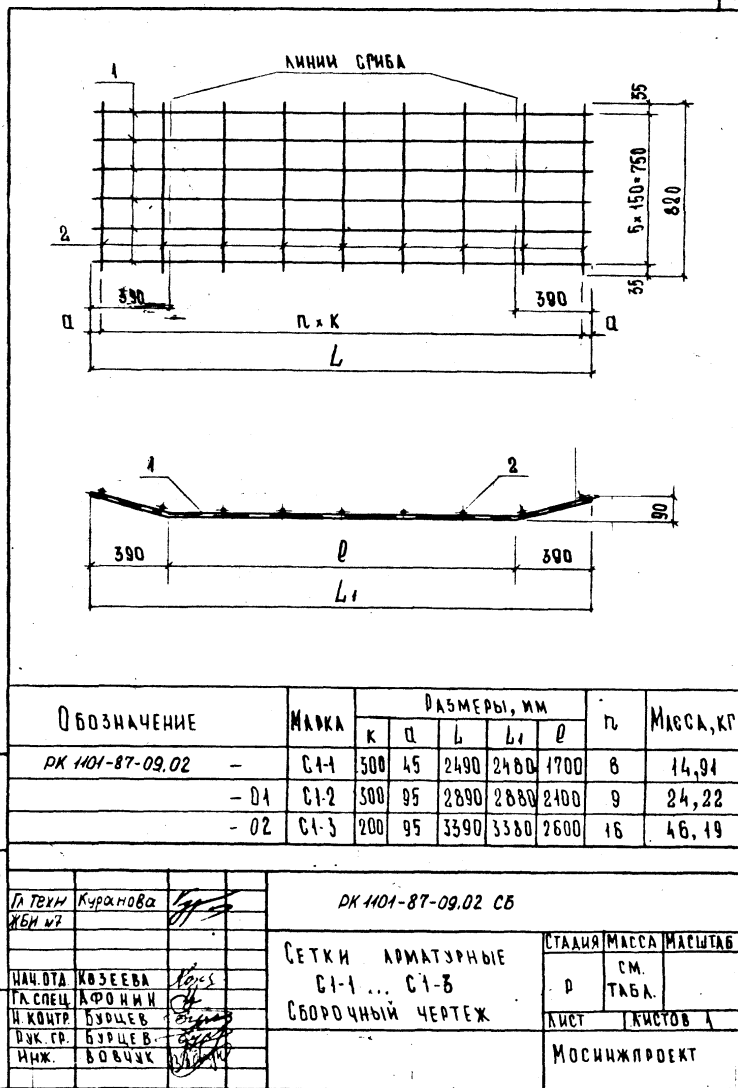 ЛИНИИ СГИБА
1
35
5×150=750
820
2
35
390
390
а
n × к
а
L
1
2
90
390
ℓ
390
L1
ОБОЗНАЧЕНИЕ МАРКА РАЗМЕРЫ, ММ n МАССА, КГ
К а L L1 ℓ
РК 1101-87-09.02 - С1-1 300 45 2490 2480 1700 8 14,91
- 01 С1-2 300 95 2890 2880 2100 9 24,22
- 02 С1-3 200 95 3390 3380 2600 16 46,19
РК 1101-87-09.02 СБ
Гл техн Куранова
ЖБИ №7
СЕТКИ АРМАТУРНЫЕ
С1-1 ... С1-3
СБОРОЧНЫЙ ЧЕРТЕЖ
СТАДИЯ МАССА МАСШТАБ
Р СМ. ТАБЛ.
ЛИСТ ЛИСТОВ 1
МОСИНЖПРОЕКТ
НАЧ.ОТД КОЗЕЕВА
ГЛ.СПЕЦ АФОНИН
Н.КОНТР БУРЦЕВ
РУК.ГР. БУРЦЕВ
ИНЖ. ВОВЧУК